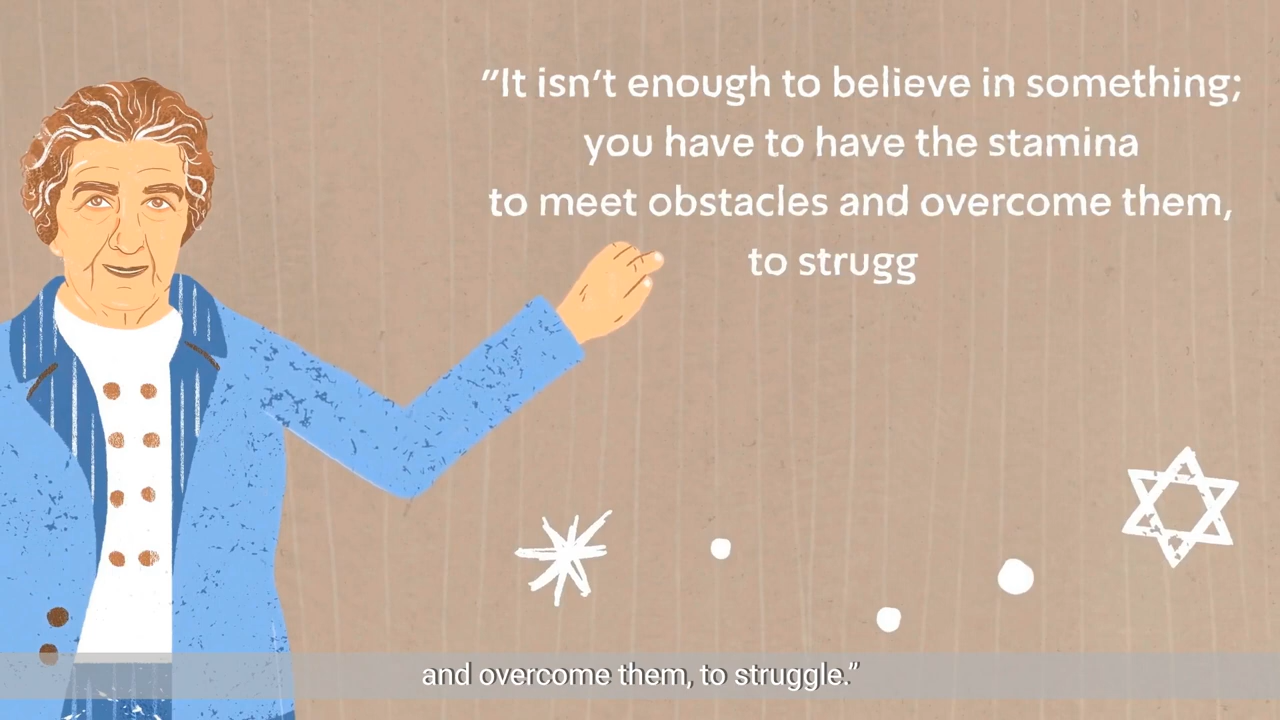 ”It isn’t enough to believe in something;
you have to have the stamina
to meet obstacles and overcome them,
to strugg
and overcome them, to struggle.”